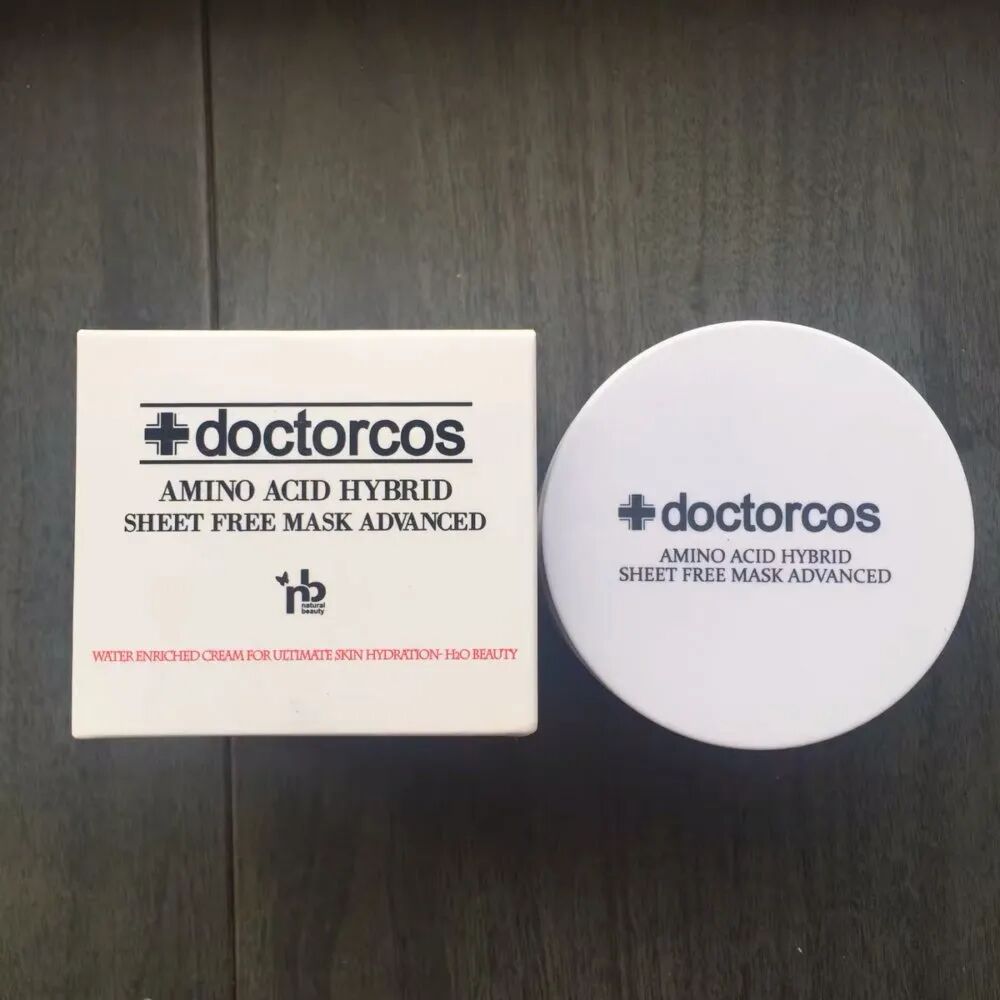 doctorcos
AMINO ACID HYBRID
SHEET FREE MASK ADVANCED
nb
natural
beauty
WATER ENRICHED CREAM FOR ULTIMATE SKIN HYDRATION- H2O BEAUTY
doctorcos
AMINO ACID HYBRID
SHEET FREE MASK ADVANCED